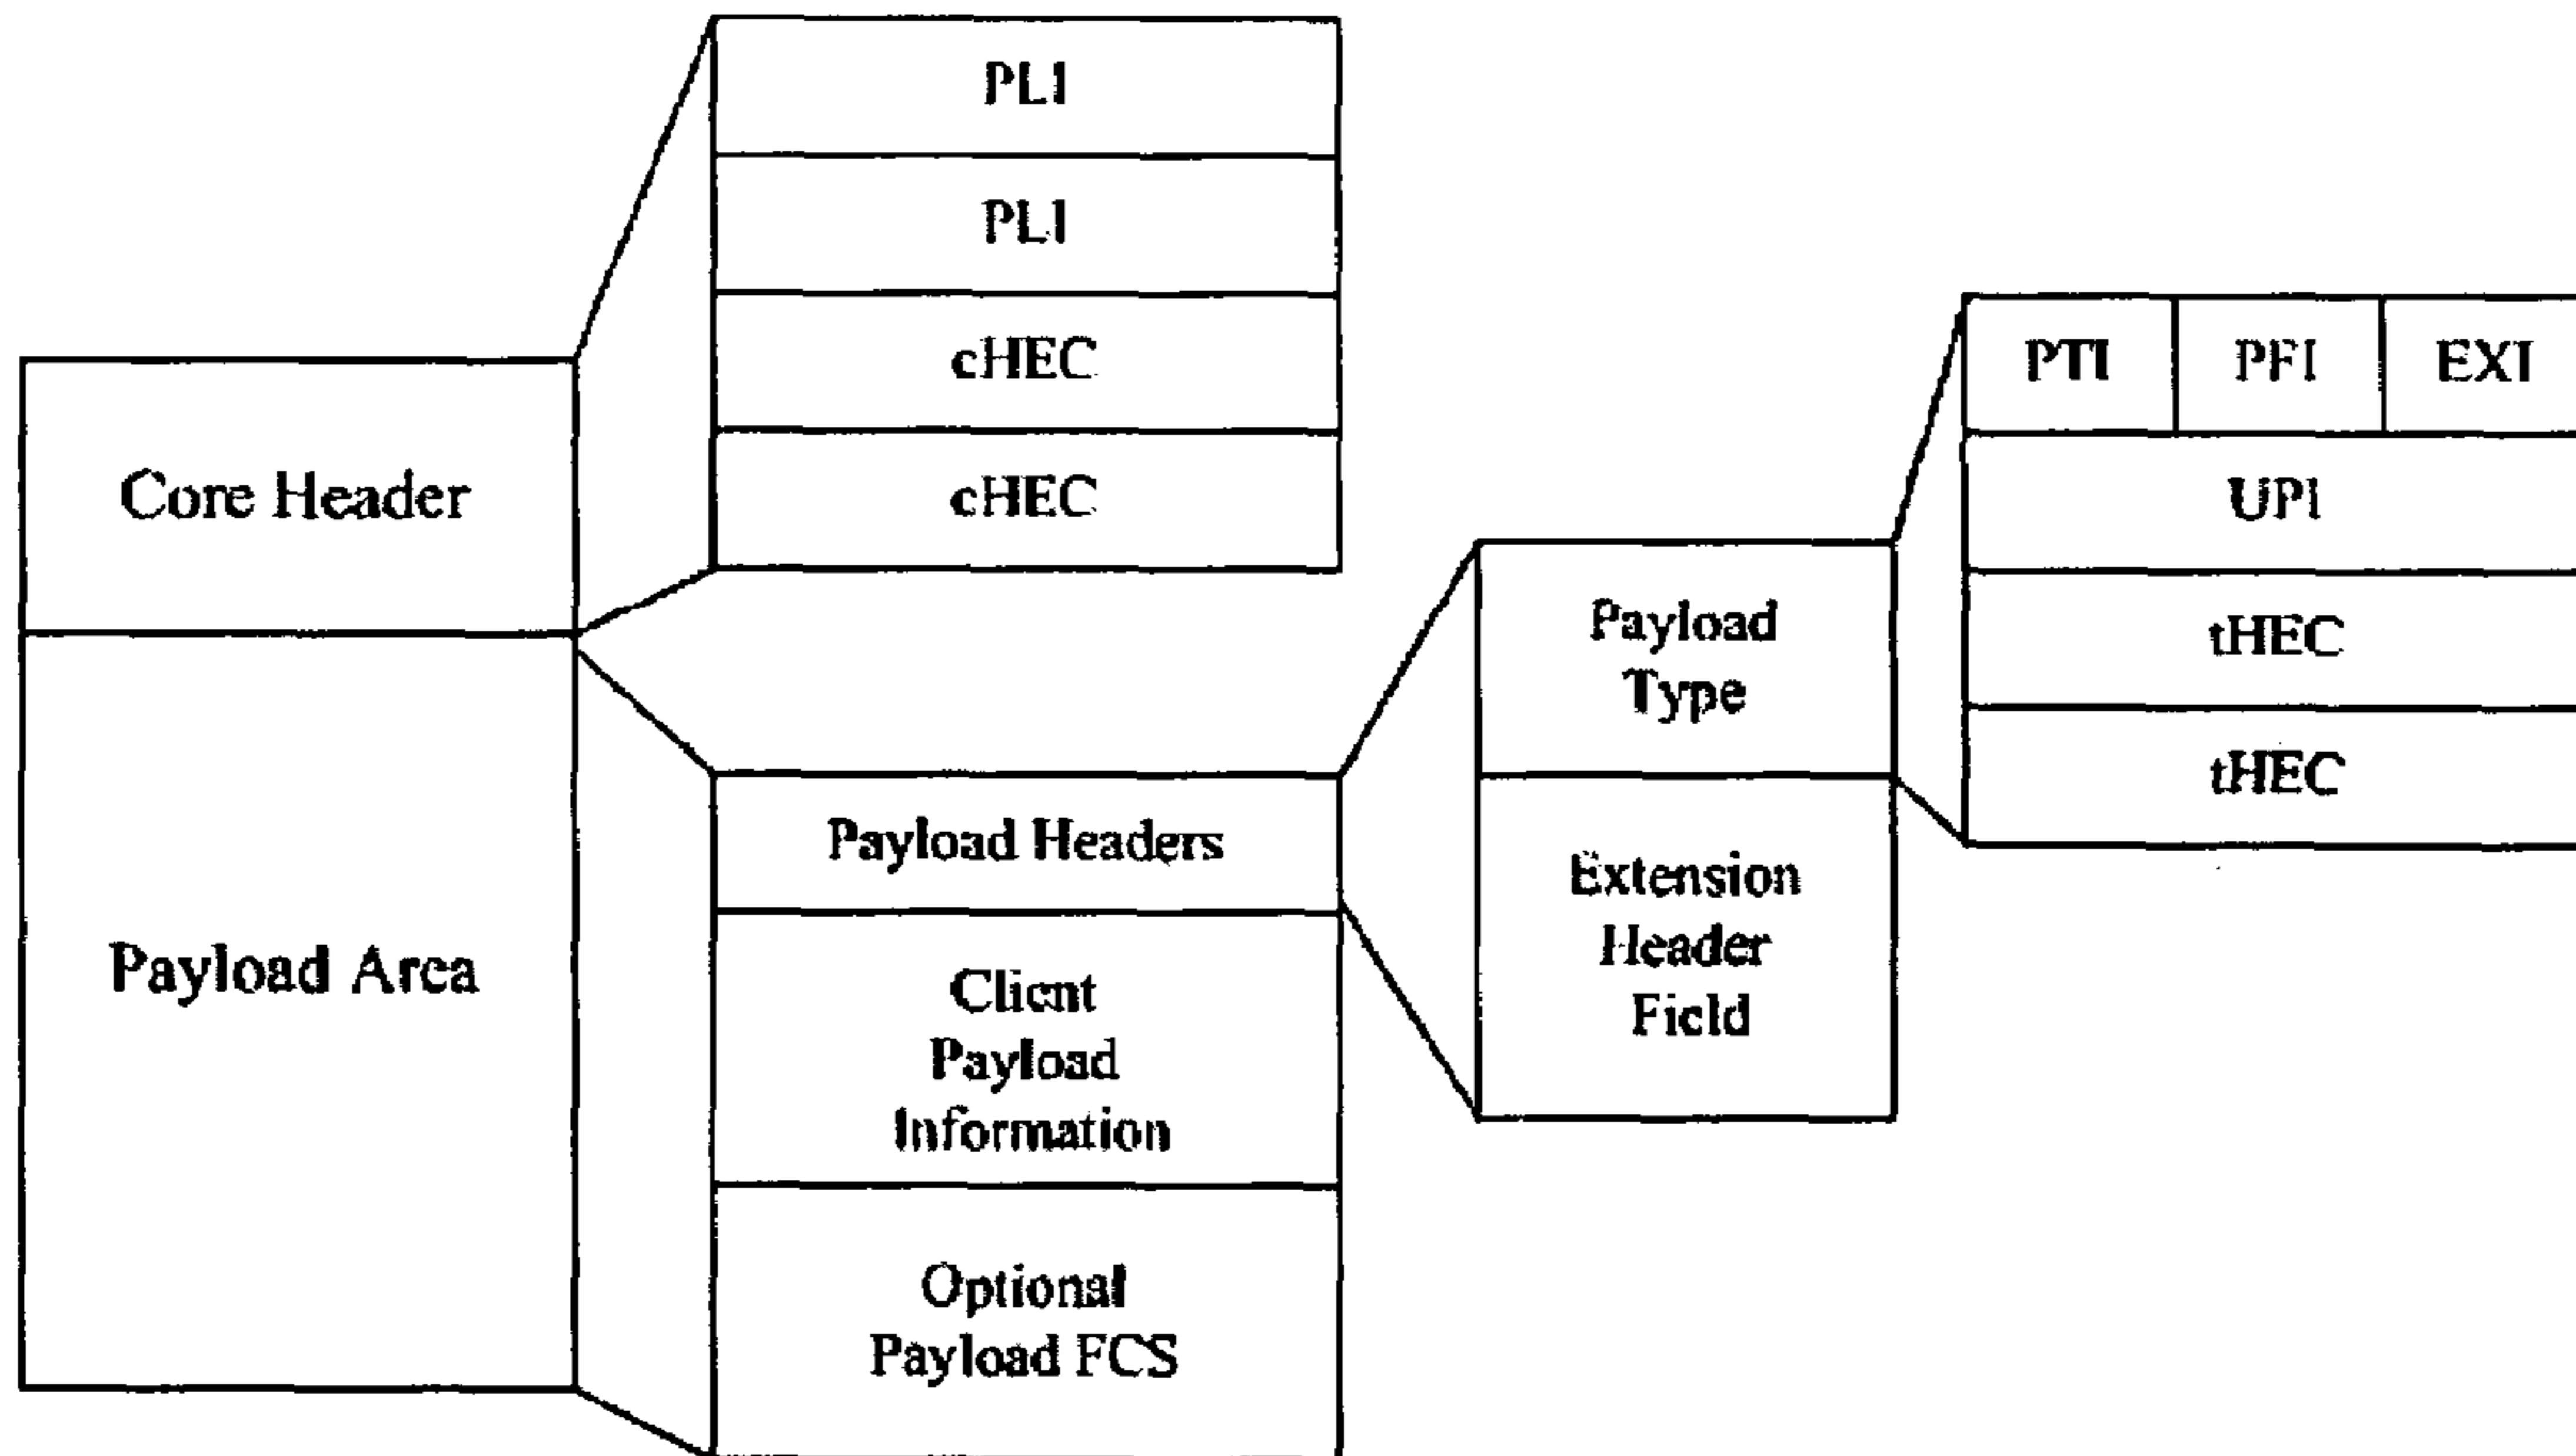 Core Header
Payload Area
PLI
PLI
cHEC
cHEC
Payload Headers
Client
Payload
Information
Optional
Payload FCS
Payload
Type
Extension
Header
Field
PTI PFI EXI
UPI
tHEC
tHEC